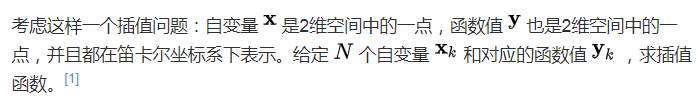 考虑这样一个插值问题：自变量 x 是2维空间中的一点，函数值 y 也是2维空间中的一
点，并且都在笛卡尔坐标系下表示。给定 N 个自变量 xₖ 和对应的函数值 yₖ ，求插值
函数。[1]